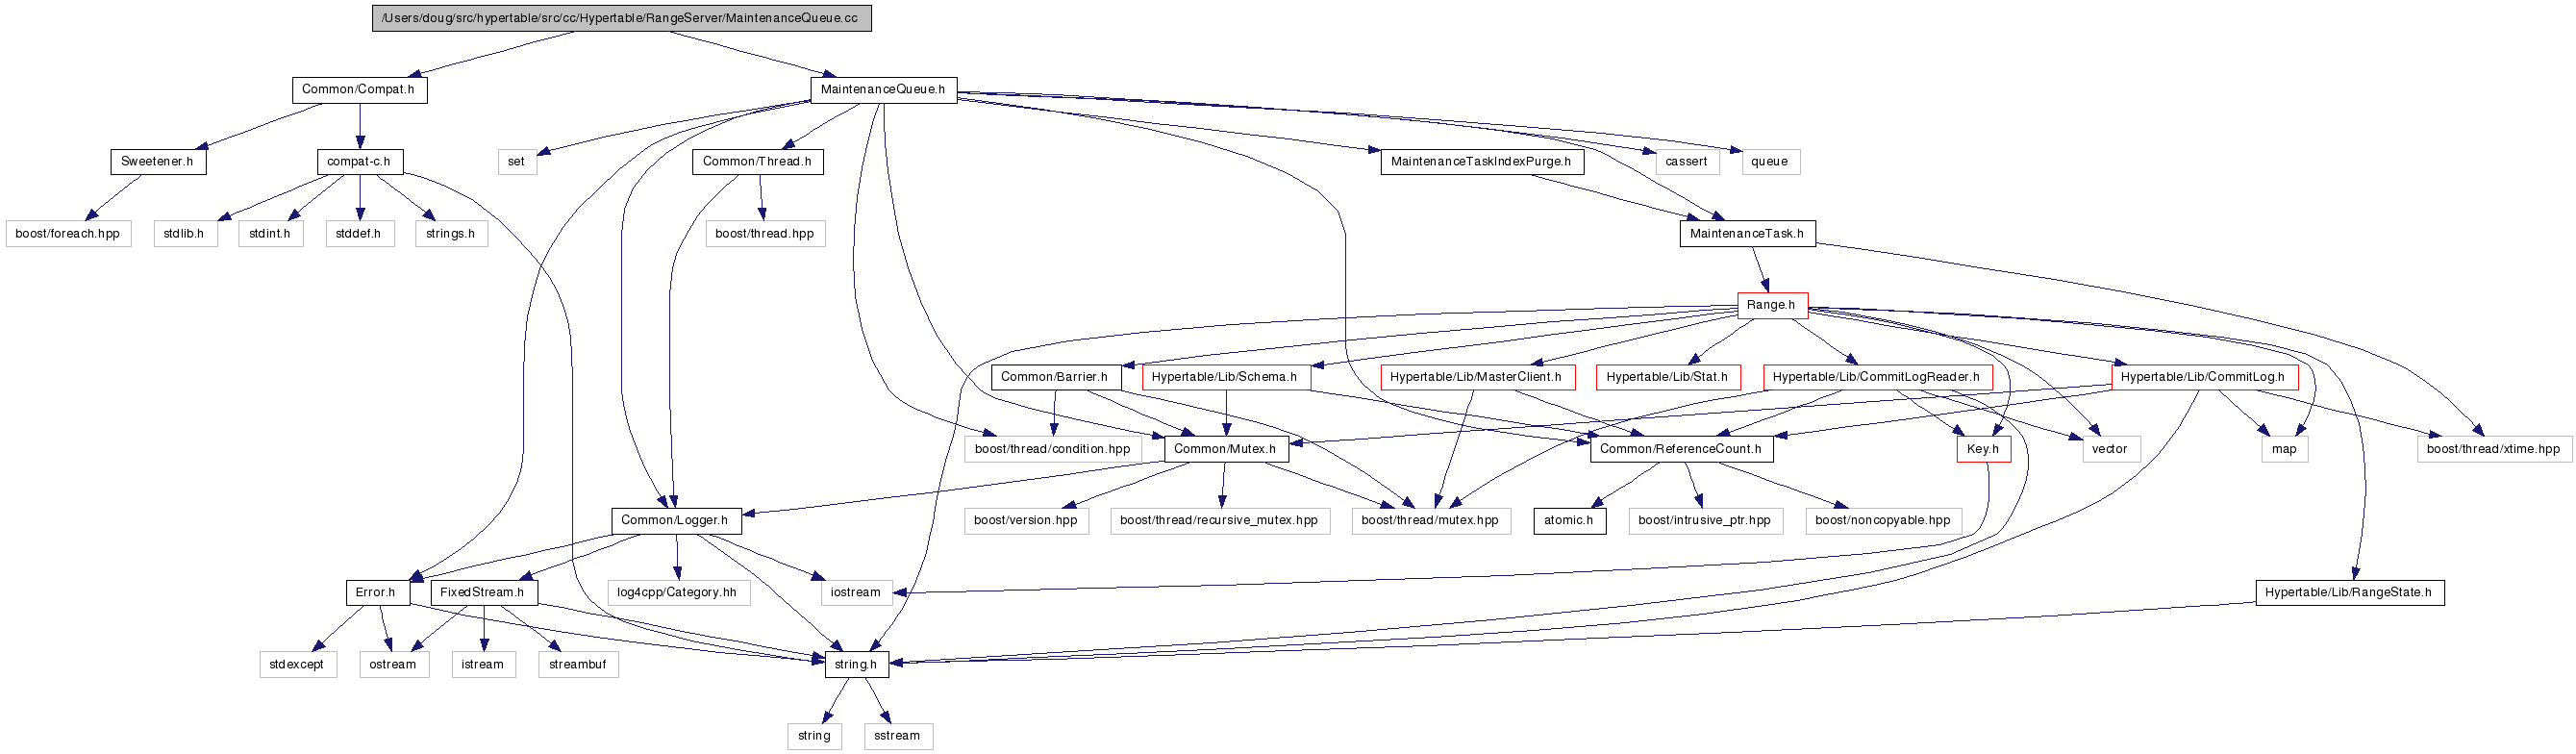 /Users/doug/src/hypertable/src/cc/Hypertable/RangeServer/MaintenanceQueue.cc
Common/Compat.h
MaintenanceQueue.h
Sweetener.h
compat-c.h
set
Common/Thread.h
MaintenanceTaskIndexPurge.h
cassert
queue
boost/foreach.hpp
stdlib.h
stdint.h
stddef.h
strings.h
boost/thread.hpp
MaintenanceTask.h
Range.h
Common/Barrier.h
Hypertable/Lib/Schema.h
Hypertable/Lib/MasterClient.h
Hypertable/Lib/Stat.h
Hypertable/Lib/CommitLogReader.h
Hypertable/Lib/CommitLog.h
boost/thread/condition.hpp
Common/Mutex.h
Common/ReferenceCount.h
Key.h
vector
map
boost/thread/xtime.hpp
Common/Logger.h
boost/version.hpp
boost/thread/recursive_mutex.hpp
boost/thread/mutex.hpp
atomic.h
boost/intrusive_ptr.hpp
boost/noncopyable.hpp
Error.h
FixedStream.h
log4cpp/Category.hh
iostream
Hypertable/Lib/RangeState.h
stdexcept
ostream
istream
streambuf
string.h
string
sstream